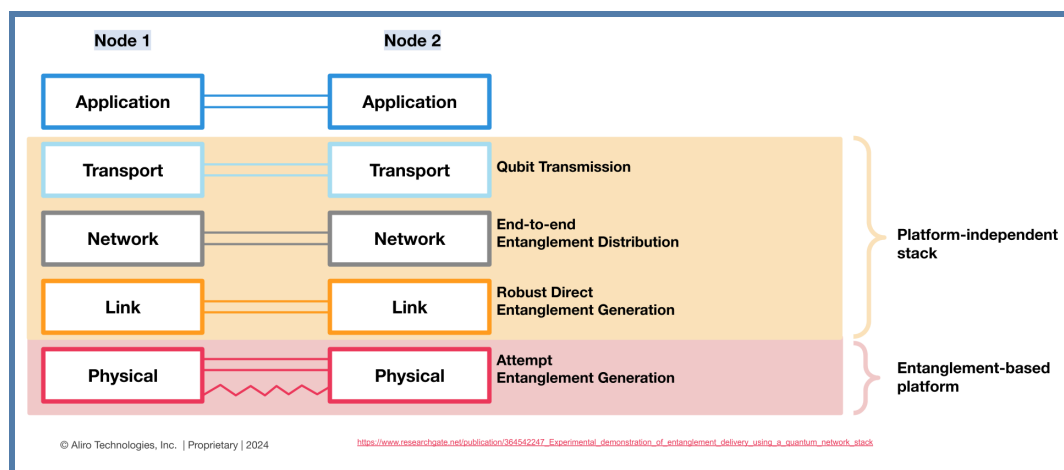 Node 1
Node 2
Application
Application
Transport
Transport
Qubit Transmission
Network
Network
End-to-end
Entanglement Distribution
Platform-independent
stack
Link
Link
Robust Direct
Entanglement Generation
Physical
Physical
Attempt
Entanglement Generation
Entanglement-based
platform
© Aliro Technologies, Inc. | Proprietary | 2024
https://www.researchgate.net/publication/364542247_Experimental_demonstration_of_entanglement_delivery_using_a_quantum_network_stack